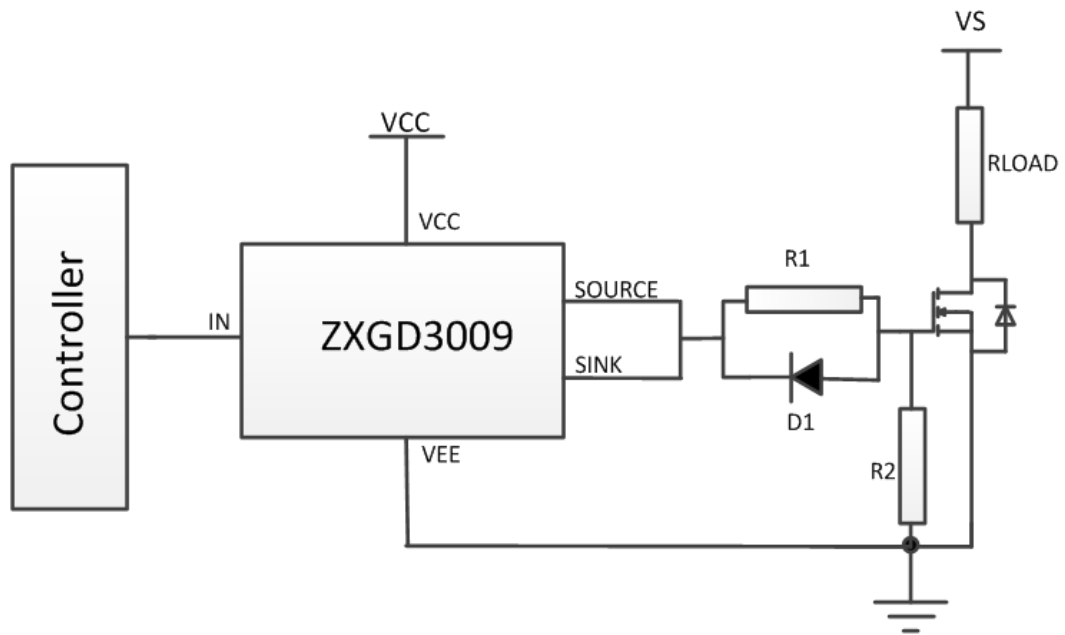 VS
VCC
RLOAD
VCC
R1
Controller
IN
ZXGD3009
SOURCE
SINK
D1
VEE
R2